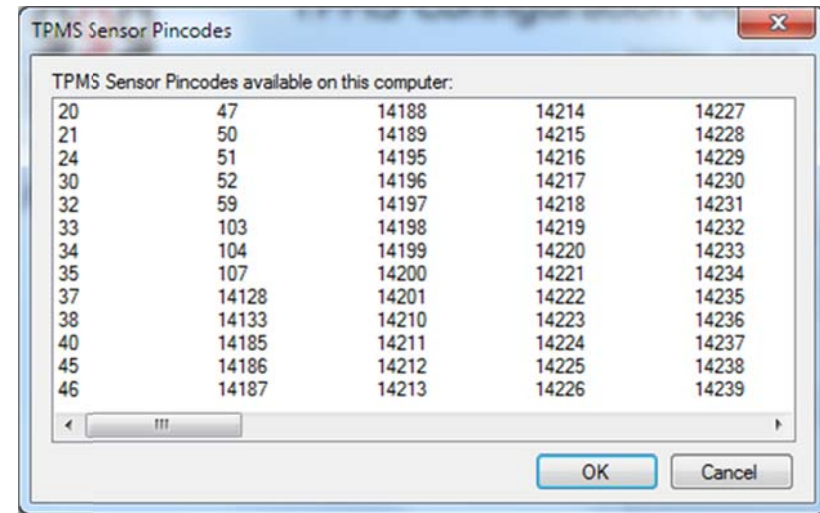 TPMS Sensor Pincodes
TPMS Sensor Pincodes available on this computer:
20 47 14188 14214 14227
21 50 14189 14215 14228
24 51 14195 14216 14229
30 52 14196 14217 14230
32 59 14197 14218 14231
33 103 14198 14219 14232
34 104 14199 14220 14233
35 107 14200 14221 14234
37 14128 14201 14222 14235
38 14133 14210 14223 14236
40 14185 14211 14224 14237
45 14186 14212 14225 14238
46 14187 14213 14226 14239
OK Cancel